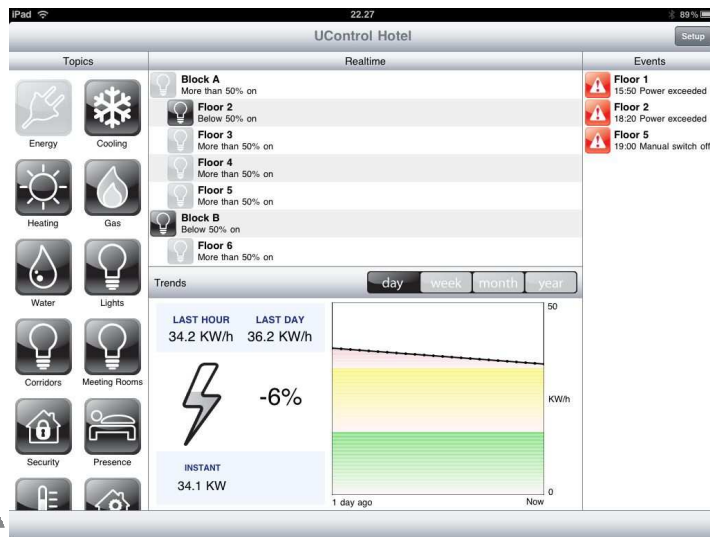 iPad 22.27 89%
UControl Hotel
Setup
Topics
Energy Cooling
Heating Gas
Water Lights
Corridors Meeting Rooms
Security Presence
Realtime
Block A
More than 50% on
Floor 2
Below 50% on
Floor 3
More than 50% on
Floor 4
More than 50% on
Floor 5
More than 50% on
Block B
Below 50% on
Floor 6
More than 50% on
Trends day week month year
LAST HOUR LAST DAY
34.2 KW/h 36.2 KW/h
-6%
INSTANT
34.1 KW
50
KW/h
0
1 day ago Now
Events
Floor 1
15:50 Power exceeded
Floor 2
18:20 Power exceeded
Floor 5
19:00 Manual switch off